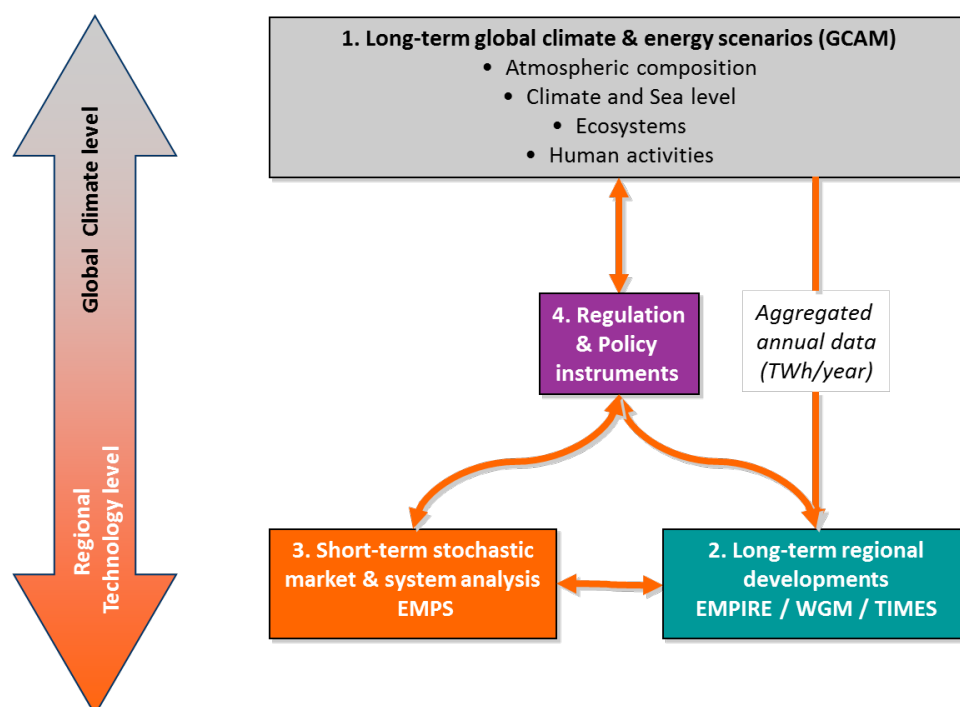 1. Long-term global climate & energy scenarios (GCAM)
• Atmospheric composition
• Climate and Sea level
• Ecosystems
• Human activities
Global Climate level
4. Regulation
& Policy
instruments
Aggregated
annual data
(TWh/year)
Regional
Technology level
3. Short-term stochastic
market & system analysis
EMPS
2. Long-term regional
developments
EMPIRE / WGM / TIMES